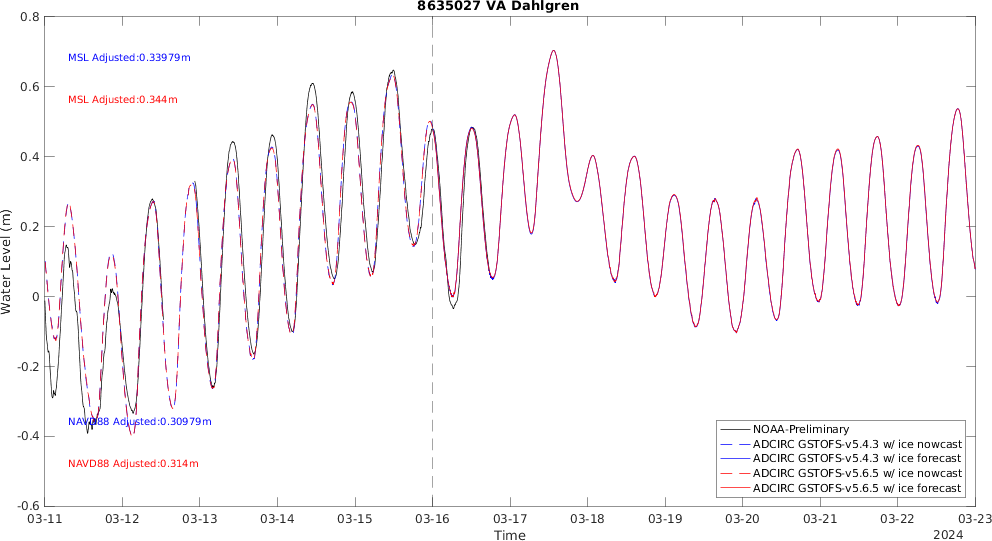 8635027 VA Dahlgren
0.8
MSL Adjusted:0.33979m
0.6
MSL Adjusted:0.344m
0.4
0.2
Water Level (m)
0
-0.2
NAVD88 Adjusted:0.30979m
-0.4
NAVD88 Adjusted:0.314m
-0.6
NOAA-Preliminary
ADCIRC GSTOFS-v5.4.3 w/ ice nowcast
ADCIRC GSTOFS-v5.4.3 w/ ice forecast
ADCIRC GSTOFS-v5.6.5 w/ ice nowcast
ADCIRC GSTOFS-v5.6.5 w/ ice forecast
03-11 03-12 03-13 03-14 03-15 03-16 03-17 03-18 03-19 03-20 03-21 03-22 03-23
Time
2024